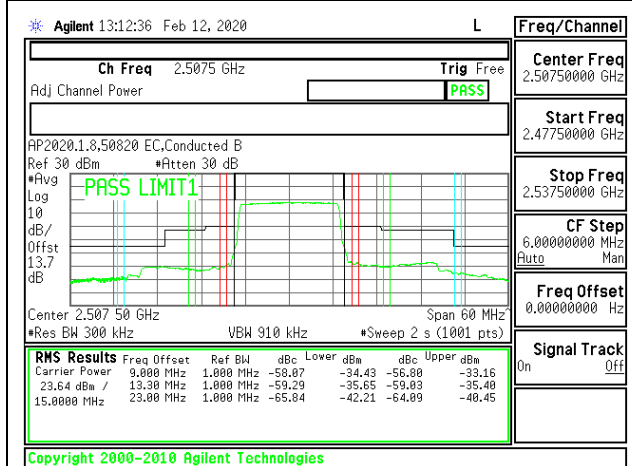 Agilent 13:12:36 Feb 12, 2020 L
Freq/Channel
Ch Freq 2.5075 GHz Trig Free
Adj Channel Power PASS
AP2020.1.8,50820 EC,Conducted B
Ref 30 dBm #Atten 30 dB
#Avg
Log
10
dB/
Offst
13.7
dB
PASS LIMIT1
Center 2.507 50 GHz Span 60 MHz^
#Res BW 300 kHz VBW 910 kHz #Sweep 2 s (1001 pts)
RMS Results Freq Offset Ref BW dBc Lower dBm dBc Upper dBm
Carrier Power 9.000 MHz 1.000 MHz -58.07 -34.43 -56.80 -33.16
23.64 dBm / 13.30 MHz 1.000 MHz -59.29 -35.65 -59.03 -35.40
15.0000 MHz 23.00 MHz 1.000 MHz -65.84 -42.21 -64.09 -40.45
Center Freq
2.50750000 GHz
Start Freq
2.47750000 GHz
Stop Freq
2.53750000 GHz
CF Step
6.00000000 MHz
Auto Man
Freq Offset
0.00000000 Hz
Signal Track
On Off
Copyright 2000-2010 Agilent Technologies